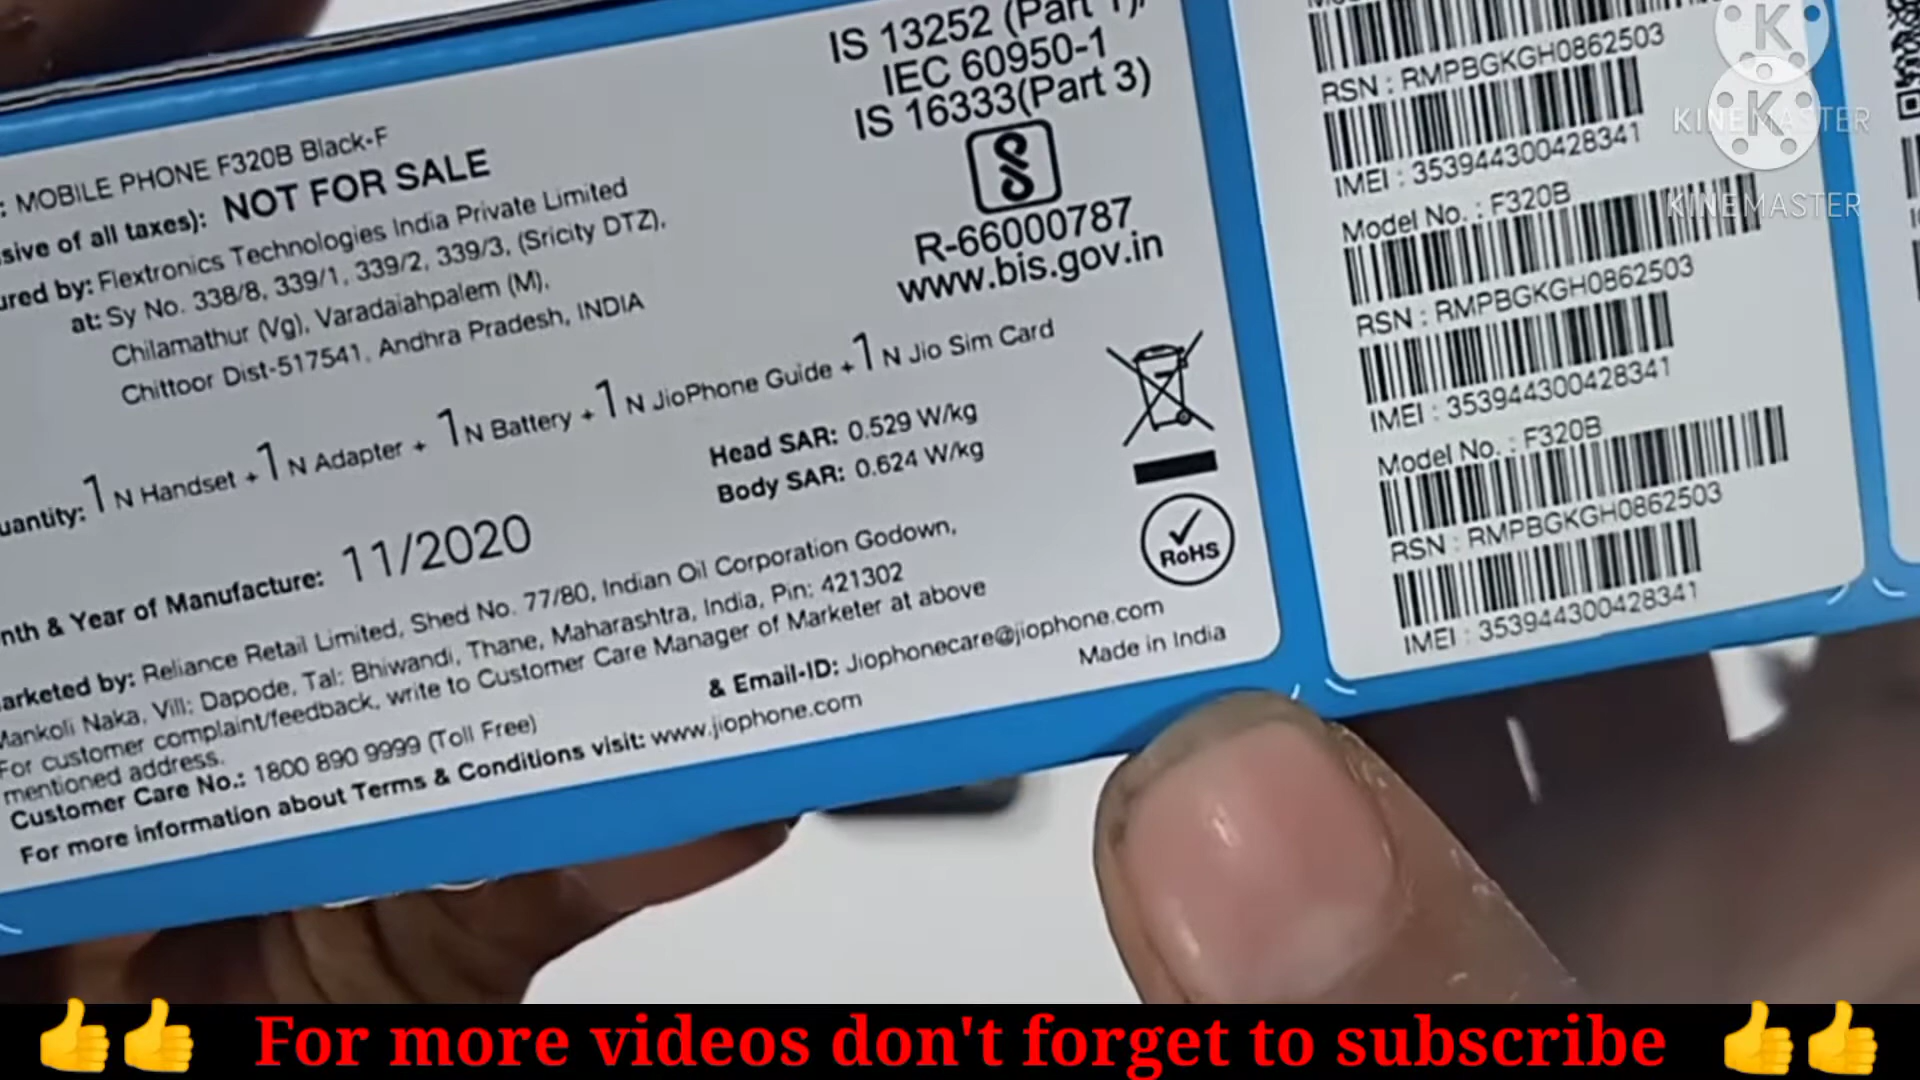 : MOBILE PHONE F320B Black-F
sive of all taxes): NOT FOR SALE
ured by: Flextronics Technologies India Private Limited
at: Sy No. 338/8, 339/1, 339/2, 339/3, (Sricity DTZ),
Chilamathur (Vg), Varadaiahpalem (M),
Chittoor Dist-517541, Andhra Pradesh, INDIA
uantity: 1 N Handset + 1 N Adapter + 1 N Battery + 1 N JioPhone Guide + 1 N Jio Sim Card
Head SAR: 0.529 W/kg
Body SAR: 0.624 W/kg
nth & Year of Manufacture: 11/2020
arketed by: Reliance Retail Limited, Shed No. 77/80, Indian Oil Corporation Godown,
Mankoli Naka, Vill: Dapode, Tal: Bhiwandi, Thane, Maharashtra, India, Pin: 421302
For customer complaint/feedback, write to Customer Care Manager of Marketer at above
mentioned address.
Customer Care No.: 1800 890 9999 (Toll Free) & Email-ID: Jiophonecare@jiophone.com
For more information about Terms & Conditions visit: www.jiophone.com
Made in India
IS 13252 (Part 1),
IEC 60950-1
IS 16333(Part 3)
R-66000787
www.bis.gov.in
RoHS
RSN : RMPBGKGH0862503
IMEI : 353944300428341
Model No. : F320B
RSN : RMPBGKGH0862503
IMEI : 353944300428341
Model No. : F320B
RSN : RMPBGKGH0862503
IMEI : 353944300428341
K
K
KINEMASTER
KINEMASTER
👍👍 For more videos don't forget to subscribe 👍👍